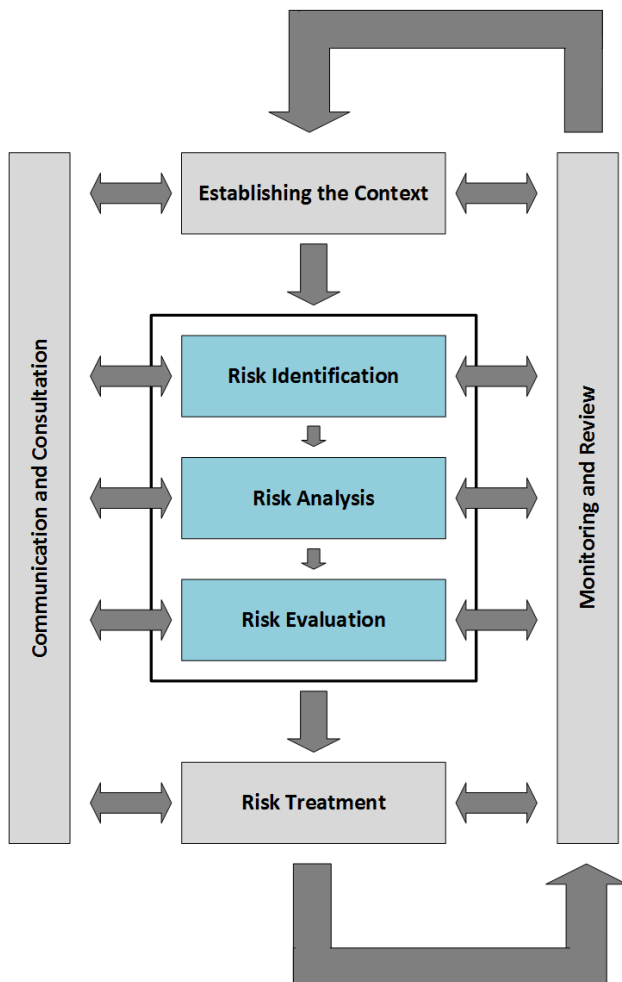 Establishing the Context
Communication and Consultation
Risk Identification
Risk Analysis
Risk Evaluation
Monitoring and Review
Risk Treatment